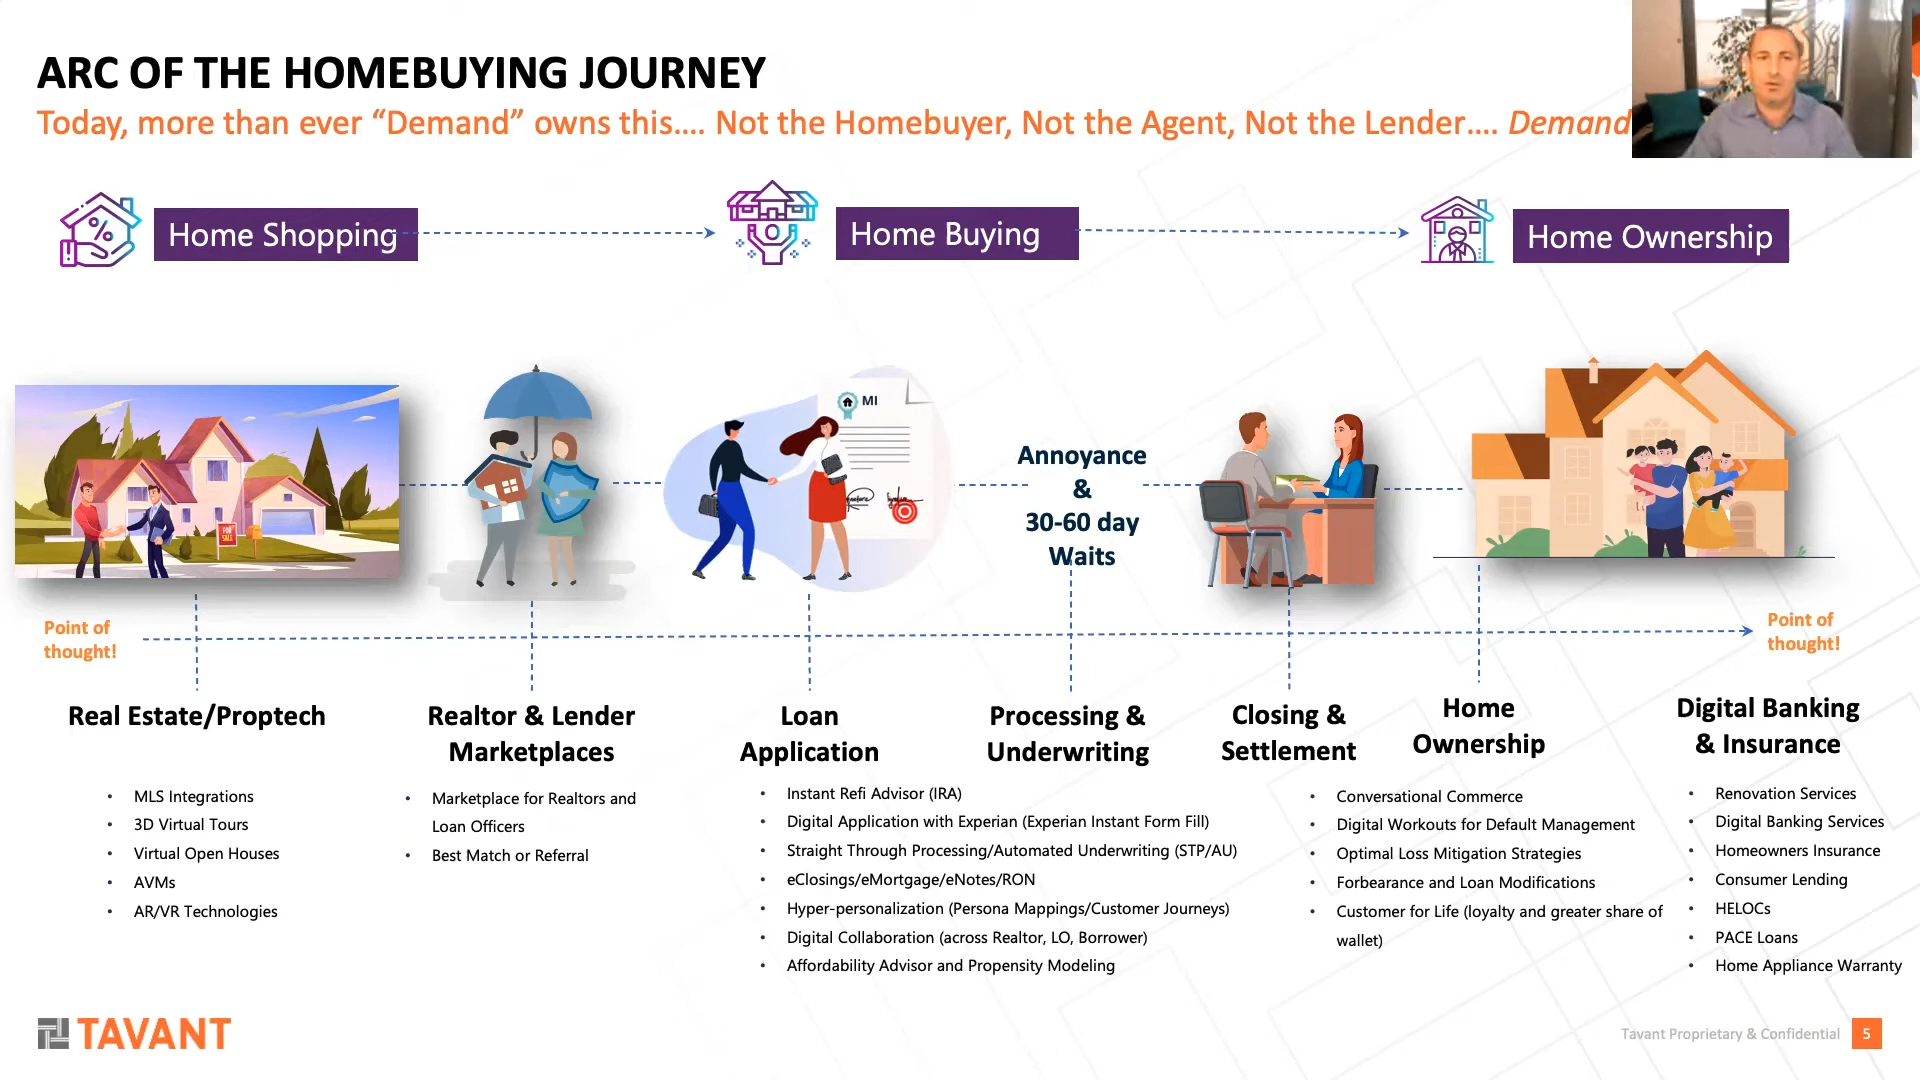 ARC OF THE HOMEBUYING JOURNEY
Today, more than ever “Demand” owns this.... Not the Homebuyer, Not the Agent, Not the Lender.... Demand
Home Shopping
Home Buying
Home Ownership
MI
FOR SALE
Annoyance
&
30-60 day
Waits
Point of
thought!
Point of
thought!
Real Estate/Proptech
• MLS Integrations
• 3D Virtual Tours
• Virtual Open Houses
• AVMs
• AR/VR Technologies
Realtor & Lender
Marketplaces
• Marketplace for Realtors and
Loan Officers
• Best Match or Referral
Loan
Application
Processing &
Underwriting
• Instant Refi Advisor (IRA)
• Digital Application with Experian (Experian Instant Form Fill)
• Straight Through Processing/Automated Underwriting (STP/AU)
• eClosings/eMortgage/eNotes/RON
• Hyper-personalization (Persona Mappings/Customer Journeys)
• Digital Collaboration (across Realtor, LO, Borrower)
• Affordability Advisor and Propensity Modeling
Closing &
Settlement
Home
Ownership
• Conversational Commerce
• Digital Workouts for Default Management
• Optimal Loss Mitigation Strategies
• Forbearance and Loan Modifications
• Customer for Life (loyalty and greater share of
wallet)
Digital Banking
& Insurance
• Renovation Services
• Digital Banking Services
• Homeowners Insurance
• Consumer Lending
• HELOCs
• PACE Loans
• Home Appliance Warranty
TAVANT
Tavant Proprietary & Confidential
5